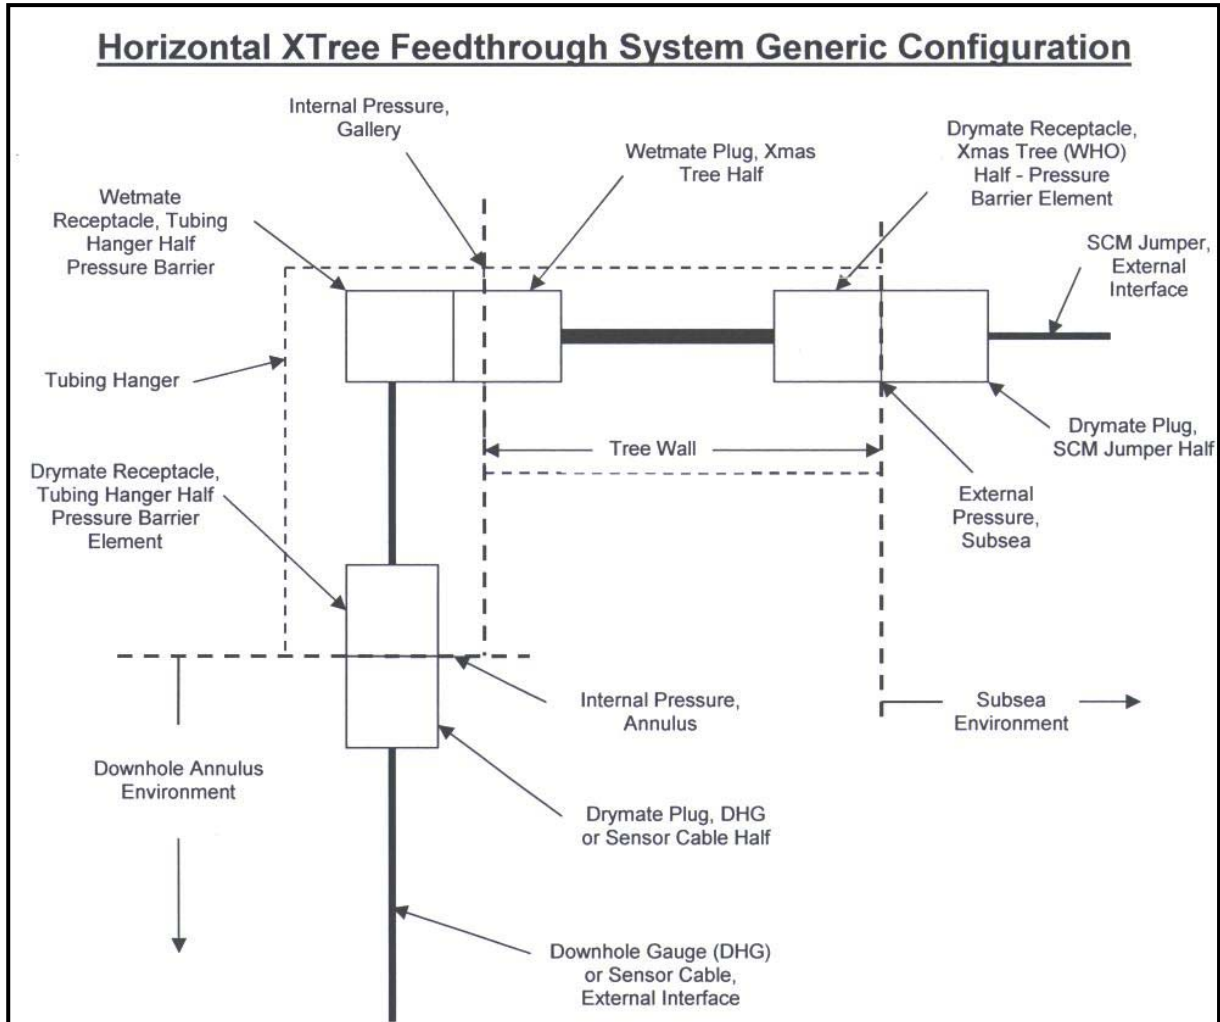 Horizontal XTree Feedthrough System Generic Configuration
Internal Pressure,
Gallery
Wetmate Plug, Xmas
Tree Half
Drymate Receptacle,
Xmas Tree (WHO)
Half - Pressure
Barrier Element
Wetmate
Receptacle, Tubing
Hanger Half
Pressure Barrier
SCM Jumper,
External
Interface
Tubing Hanger
Drymate Plug,
SCM Jumper Half
Tree Wall
Drymate Receptacle,
Tubing Hanger Half
Pressure Barrier
Element
External
Pressure,
Subsea
Internal Pressure,
Annulus
Subsea
Environment
Downhole Annulus
Environment
Drymate Plug, DHG
or Sensor Cable Half
Downhole Gauge (DHG)
or Sensor Cable,
External Interface